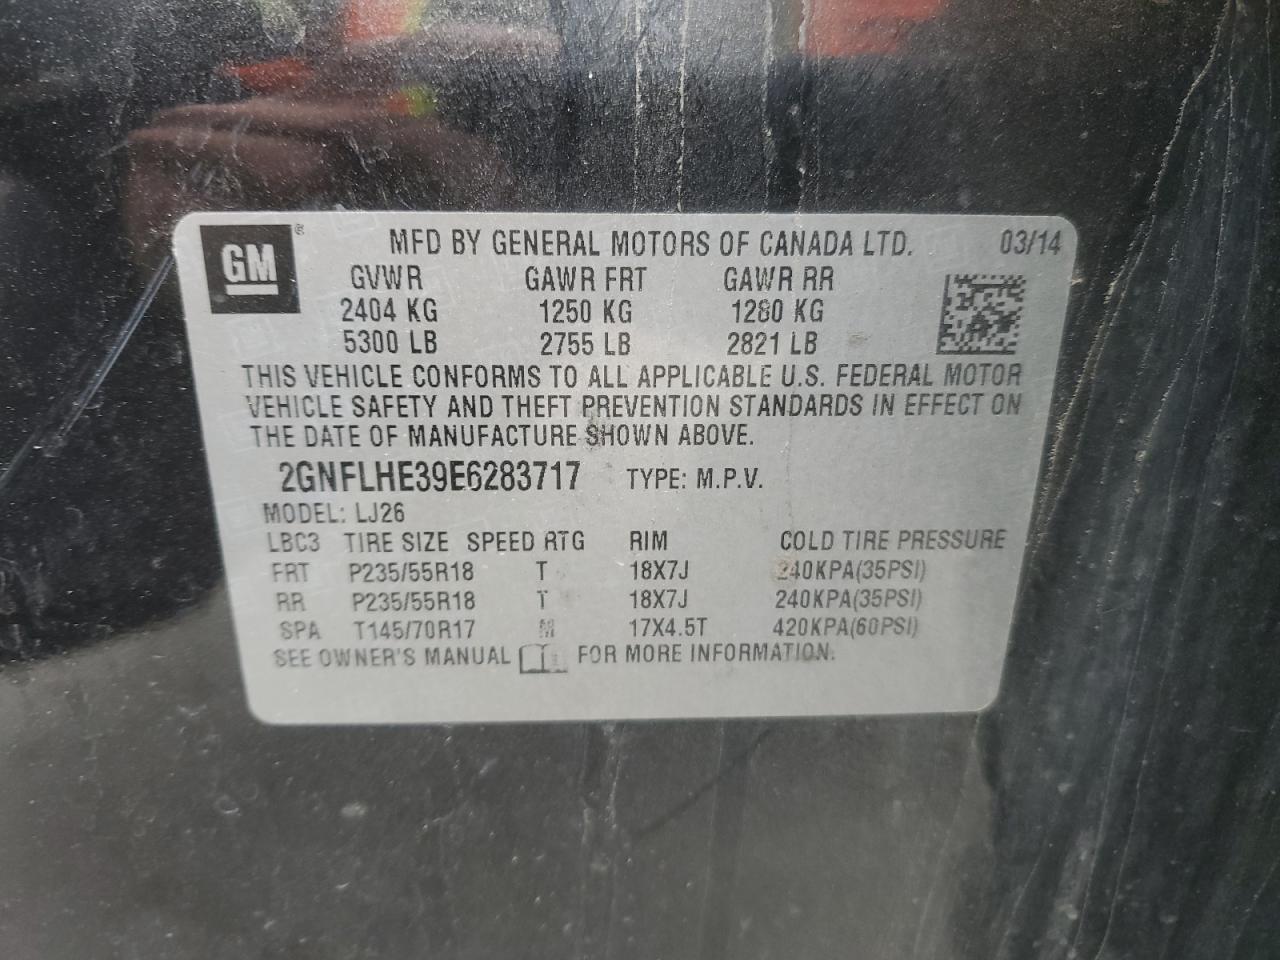 GM ® MFD BY GENERAL MOTORS OF CANADA LTD. 03/14
GVWR GAWR FRT GAWR RR
2404 KG 1250 KG 1280 KG
5300 LB 2755 LB 2821 LB
THIS VEHICLE CONFORMS TO ALL APPLICABLE U.S. FEDERAL MOTOR
VEHICLE SAFETY AND THEFT PREVENTION STANDARDS IN EFFECT ON
THE DATE OF MANUFACTURE SHOWN ABOVE.
2GNFLHE39E6283717 TYPE: M.P.V.
MODEL: LJ26
LBC3 TIRE SIZE SPEED RTG RIM COLD TIRE PRESSURE
FRT P235/55R18 T 18X7J 240KPA(35PSI)
RR P235/55R18 T 18X7J 240KPA(35PSI)
SPA T145/70R17 M 17X4.5T 420KPA(60PSI)
SEE OWNER'S MANUAL FOR MORE INFORMATION.